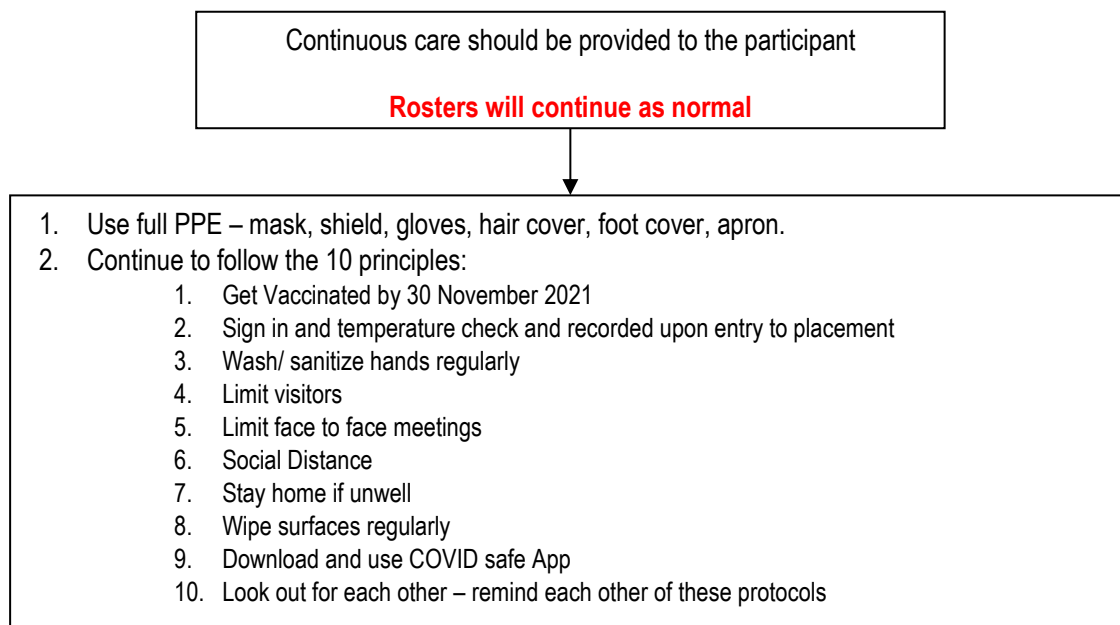 Continuous care should be provided to the participant
Rosters will continue as normal
1. Use full PPE – mask, shield, gloves, hair cover, foot cover, apron.
2. Continue to follow the 10 principles:
1. Get Vaccinated by 30 November 2021
2. Sign in and temperature check and recorded upon entry to placement
3. Wash/ sanitize hands regularly
4. Limit visitors
5. Limit face to face meetings
6. Social Distance
7. Stay home if unwell
8. Wipe surfaces regularly
9. Download and use COVID safe App
10. Look out for each other – remind each other of these protocols